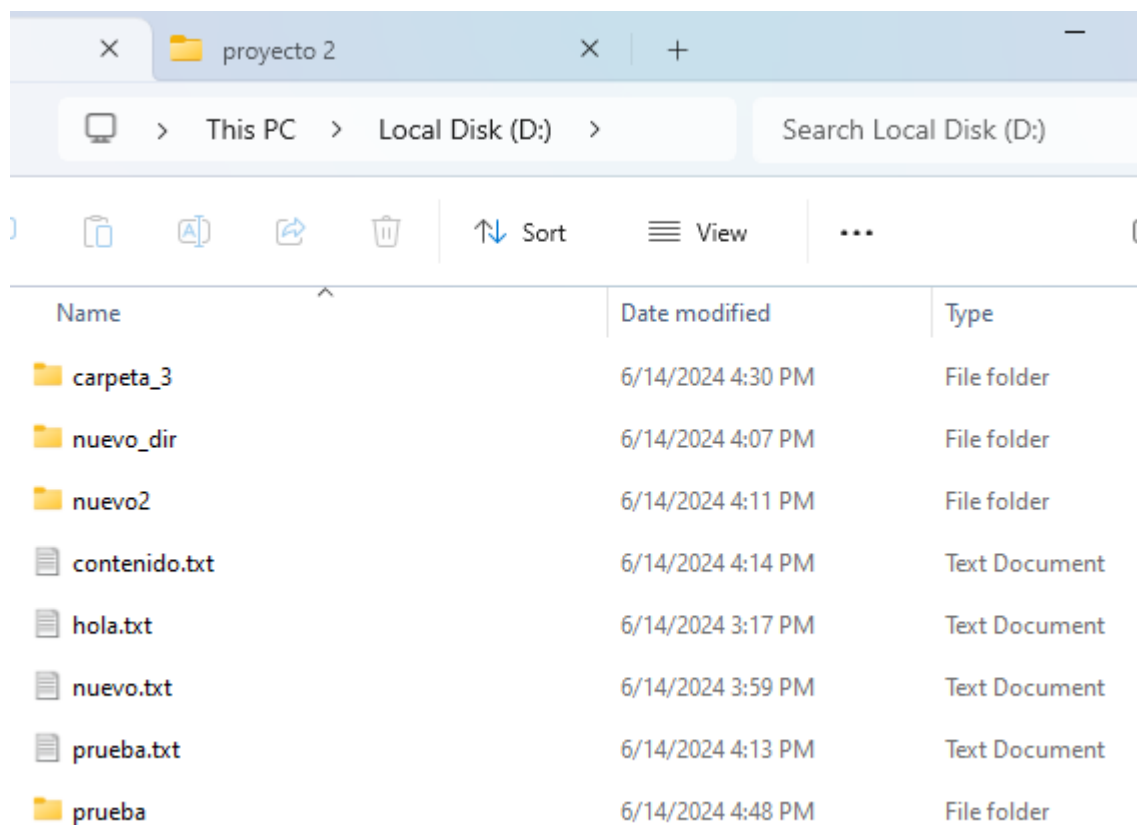 proyecto 2
This PC > Local Disk (D:) > Search Local Disk (D:)
Sort View
Name Date modified Type
carpeta_3 6/14/2024 4:30 PM File folder
nuevo_dir 6/14/2024 4:07 PM File folder
nuevo2 6/14/2024 4:11 PM File folder
contenido.txt 6/14/2024 4:14 PM Text Document
hola.txt 6/14/2024 3:17 PM Text Document
nuevo.txt 6/14/2024 3:59 PM Text Document
prueba.txt 6/14/2024 4:13 PM Text Document
prueba 6/14/2024 4:48 PM File folder